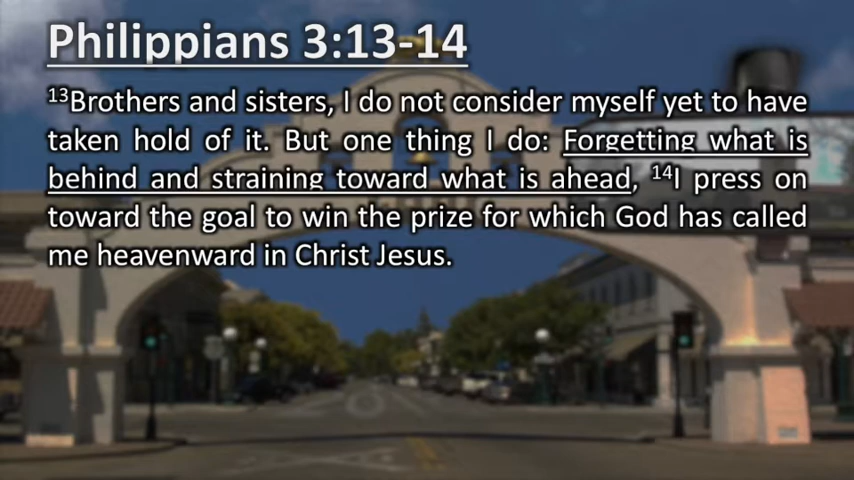 Philippians 3:13-14
¹³Brothers and sisters, I do not consider myself yet to have
taken hold of it. But one thing I do: Forgetting what is
behind and straining toward what is ahead, ¹⁴I press on
toward the goal to win the prize for which God has called
me heavenward in Christ Jesus.